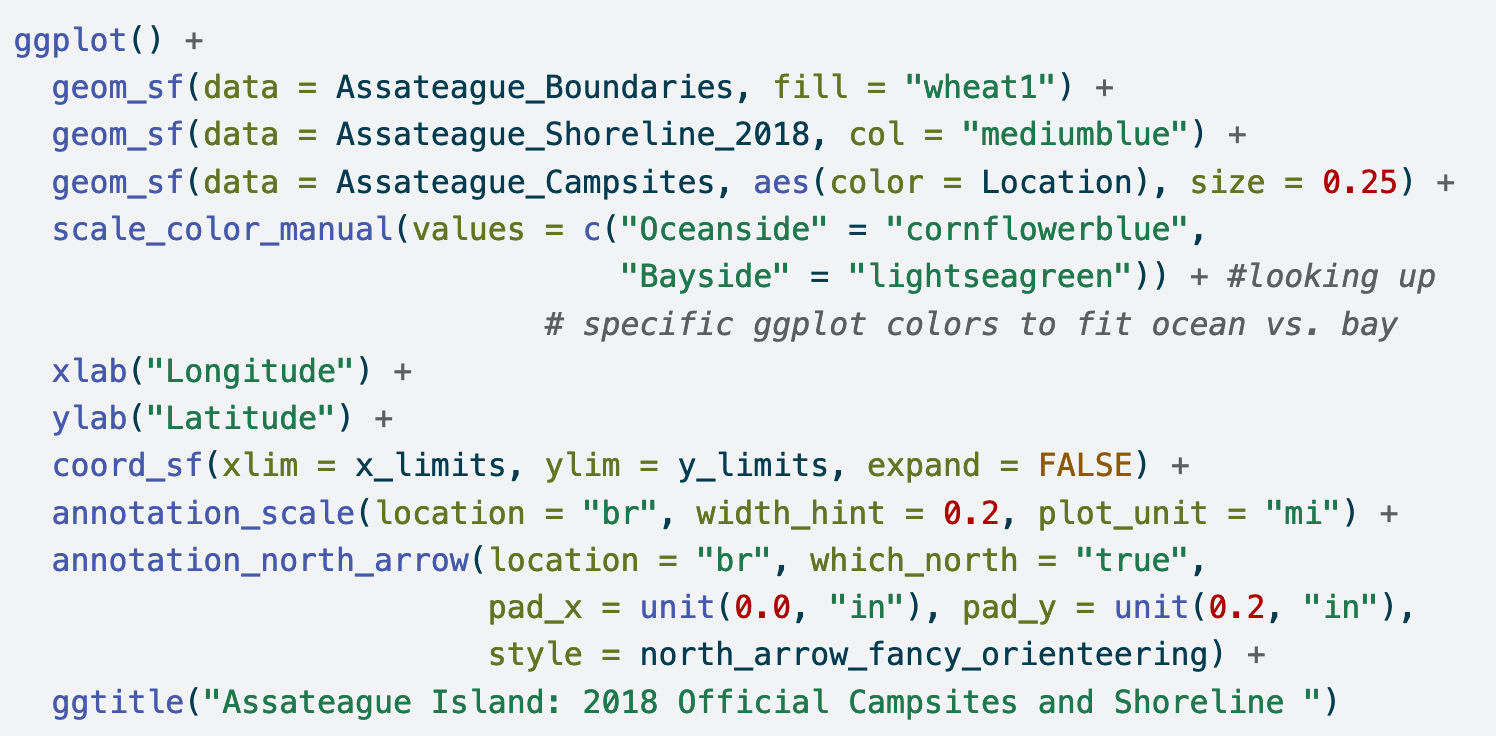 ggplot() +
  geom_sf(data = Assateague_Boundaries, fill = "wheat1") +
  geom_sf(data = Assateague_Shoreline_2018, col = "mediumblue") +
  geom_sf(data = Assateague_Campsites, aes(color = Location), size = 0.25) +
  scale_color_manual(values = c("Oceanside" = "cornflowerblue",
                                "Bayside" = "lightseagreen")) + #looking up
                            # specific ggplot colors to fit ocean vs. bay
  xlab("Longitude") +
  ylab("Latitude") +
  coord_sf(xlim = x_limits, ylim = y_limits, expand = FALSE) +
  annotation_scale(location = "br", width_hint = 0.2, plot_unit = "mi") +
  annotation_north_arrow(location = "br", which_north = "true",
                         pad_x = unit(0.0, "in"), pad_y = unit(0.2, "in"),
                         style = north_arrow_fancy_orienteering) +
  ggtitle("Assateague Island: 2018 Official Campsites and Shoreline ")